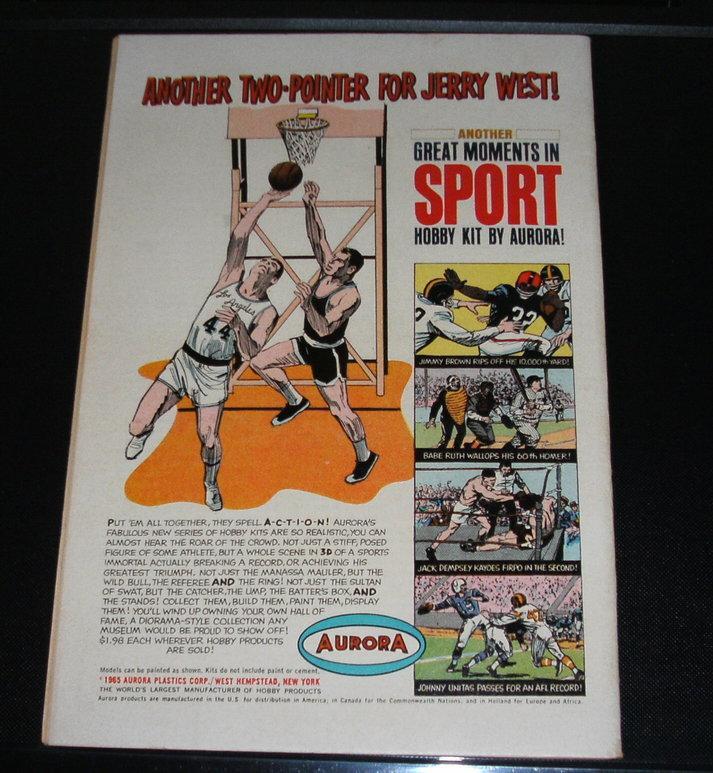 ANOTHER TWO-POINTER FOR JERRY WEST!
ANOTHER
GREAT MOMENTS IN
SPORT
HOBBY KIT BY AURORA!
Los Angeles
44
32
JIMMY BROWN RIPS OFF HIS 10,000th YARD!
BABE RUTH WALLOPS HIS 60th HOMER!
JACK DEMPSEY KAYOES FIRPO IN THE SECOND!
JOHNNY UNITAS PASSES FOR AN AFL RECORD!
PUT 'EM ALL TOGETHER, THEY SPELL A-C-T-I-O-N! AURORA'S
FABULOUS NEW SERIES OF HOBBY KITS ARE SO REALISTIC, YOU CAN
ALMOST HEAR THE ROAR OF THE CROWD. NOT JUST A STIFF, POSED
FIGURE OF SOME ATHLETE, BUT A WHOLE SCENE IN 3D OF A SPORTS
IMMORTAL ACTUALLY BREAKING A RECORD, OR ACHIEVING HIS
GREATEST TRIUMPH. NOT JUST THE MANASSA MAULER, BUT THE
WILD BULL, THE REFEREE AND THE RING! NOT JUST THE SULTAN
OF SWAT, BUT THE CATCHER, THE UMP, THE BATTER'S BOX, AND
THE STANDS! COLLECT THEM, BUILD THEM, PAINT THEM, DISPLAY
THEM! YOU'LL WIND UP OWNING YOUR OWN HALL OF
FAME, A DIORAMA-STYLE COLLECTION ANY
MUSEUM WOULD BE PROUD TO SHOW OFF!
$1.98 EACH WHEREVER HOBBY PRODUCTS
ARE SOLD!
AURORA
Models can be painted as shown. Kits do not include paint or cement.
© 1965 AURORA PLASTICS CORP./WEST HEMPSTEAD, NEW YORK
THE WORLD'S LARGEST MANUFACTURER OF HOBBY PRODUCTS
Aurora products are manufactured in the U.S. for distribution in America; in Canada for the Commonwealth Nations; and in Holland for Europe and Africa.